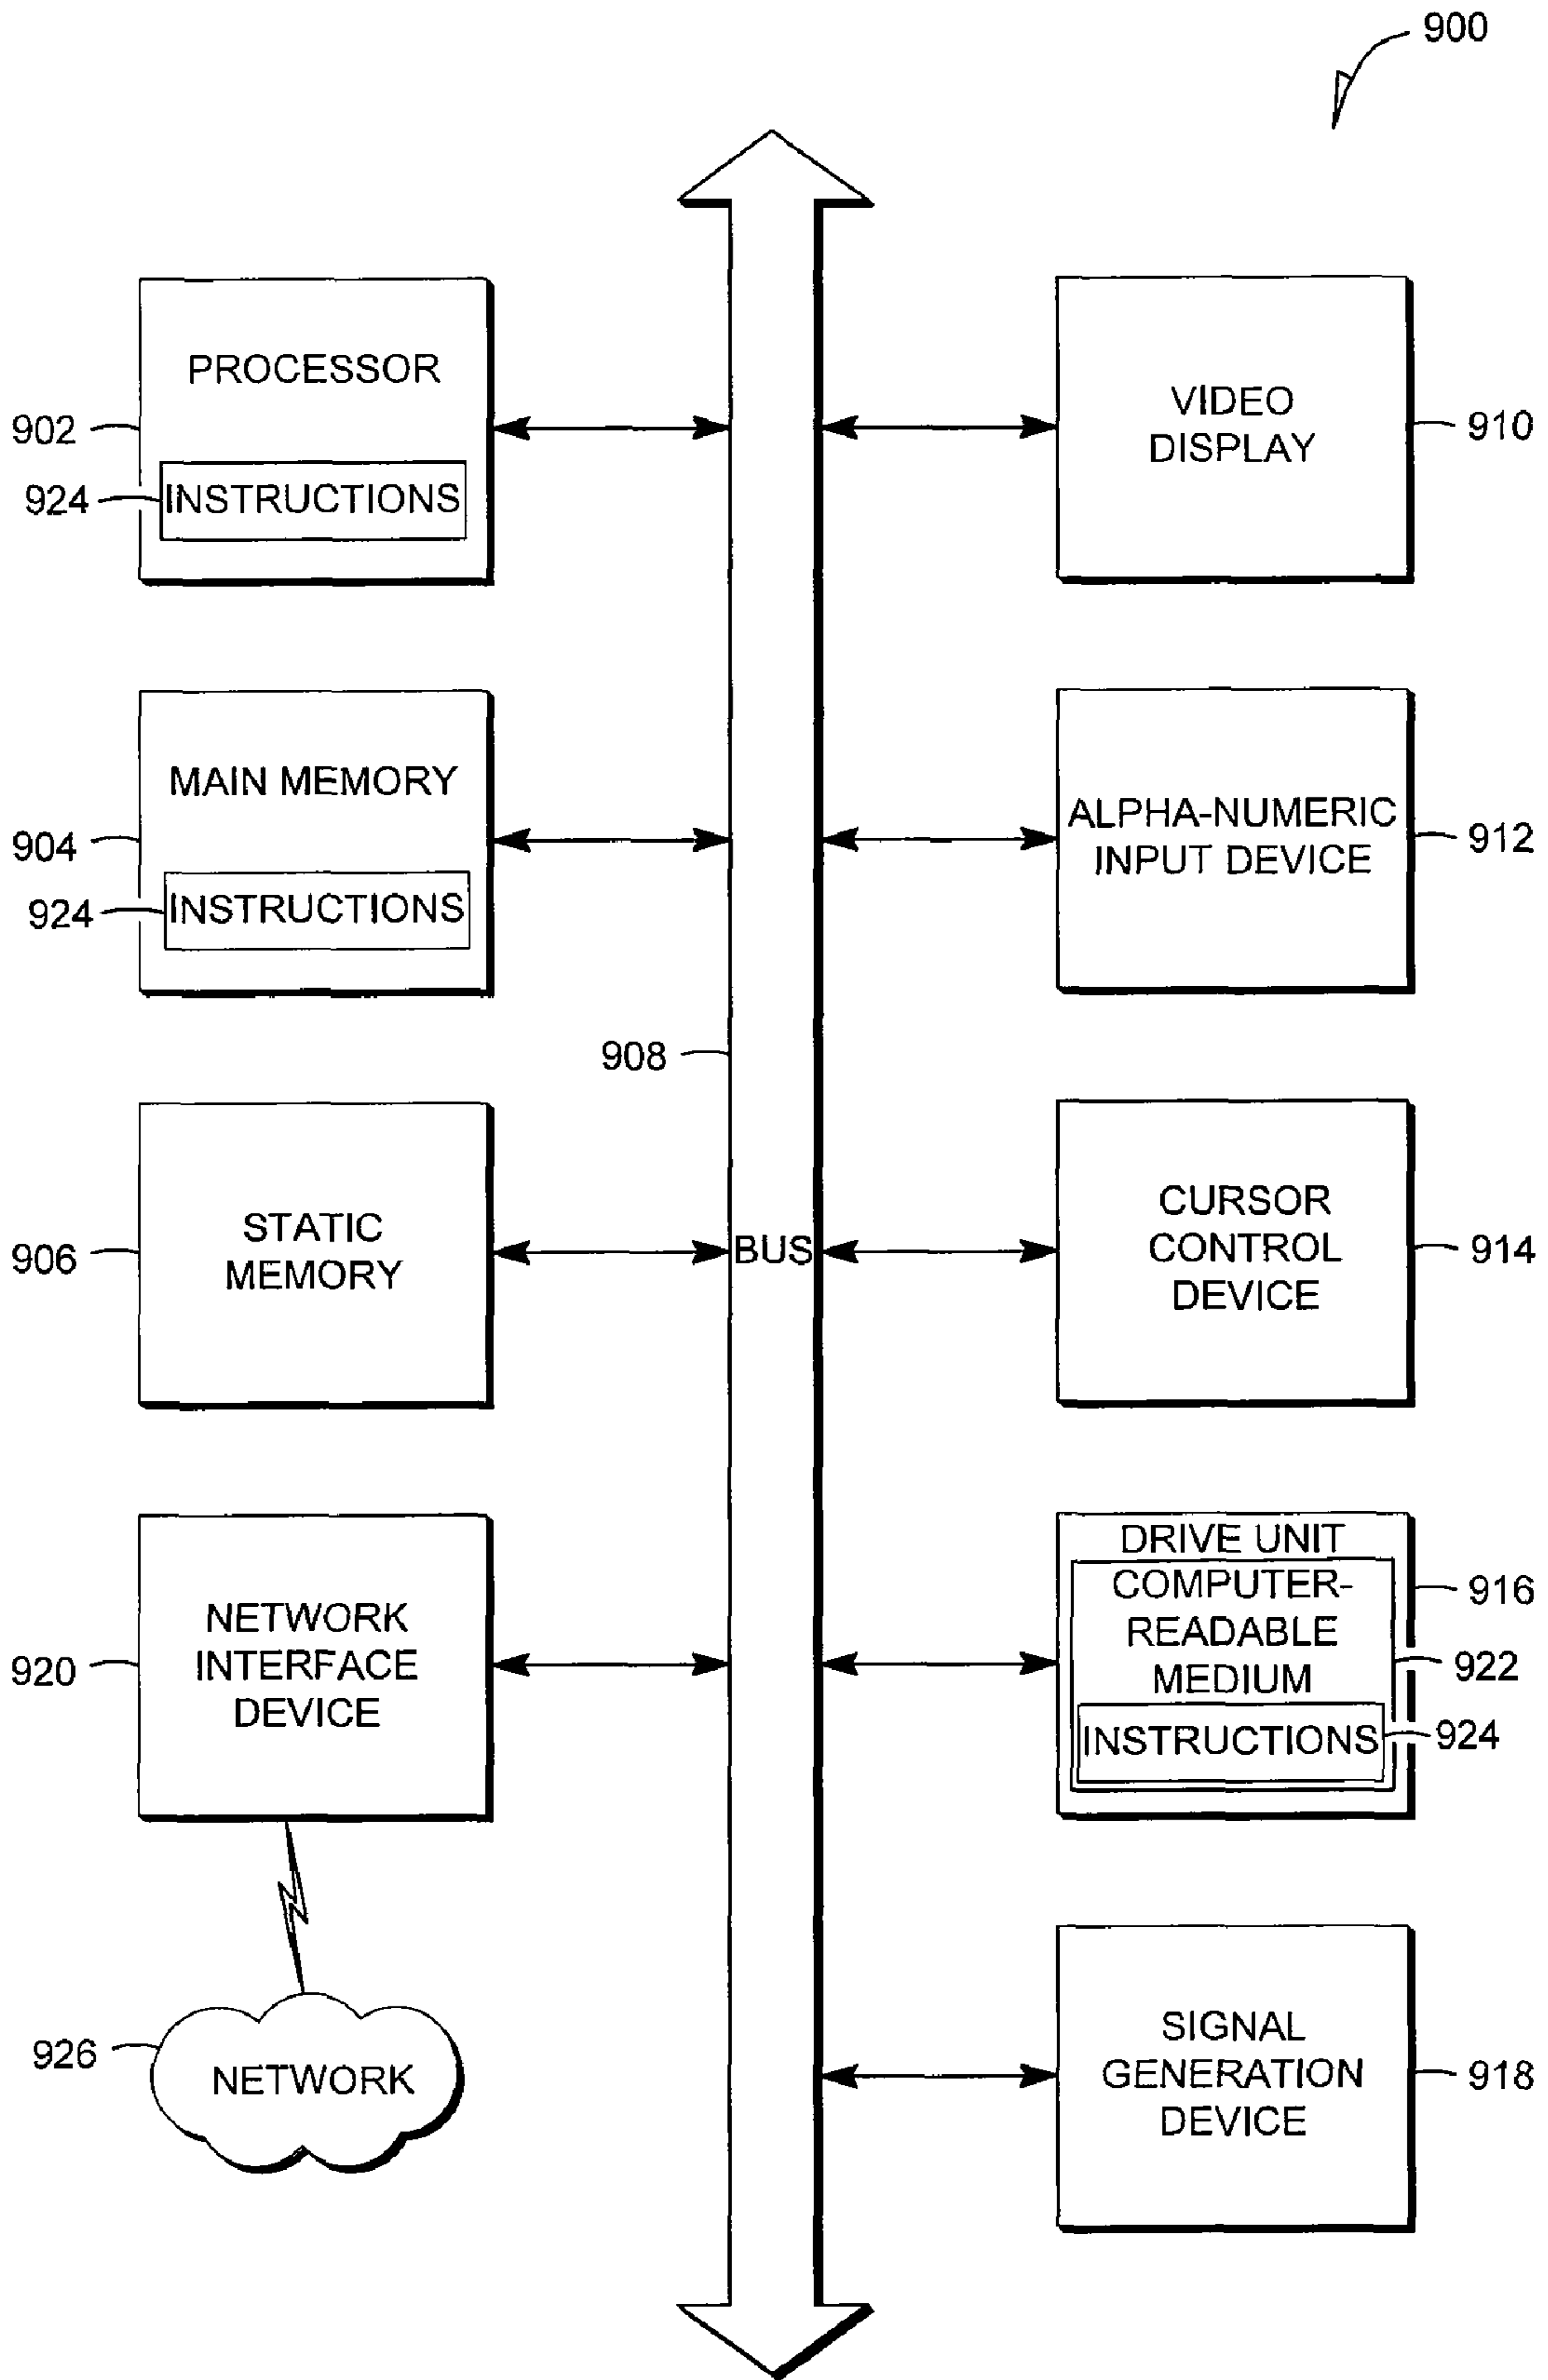 900
PROCESSOR
902
924
INSTRUCTIONS
VIDEO
DISPLAY
910
MAIN MEMORY
904
924
INSTRUCTIONS
ALPHA-NUMERIC
INPUT DEVICE
912
908
STATIC
MEMORY
906
BUS
CURSOR
CONTROL
DEVICE
914
NETWORK
INTERFACE
DEVICE
920
DRIVE UNIT
COMPUTER-
READABLE
MEDIUM
INSTRUCTIONS
916
922
924
926
NETWORK
SIGNAL
GENERATION
DEVICE
918